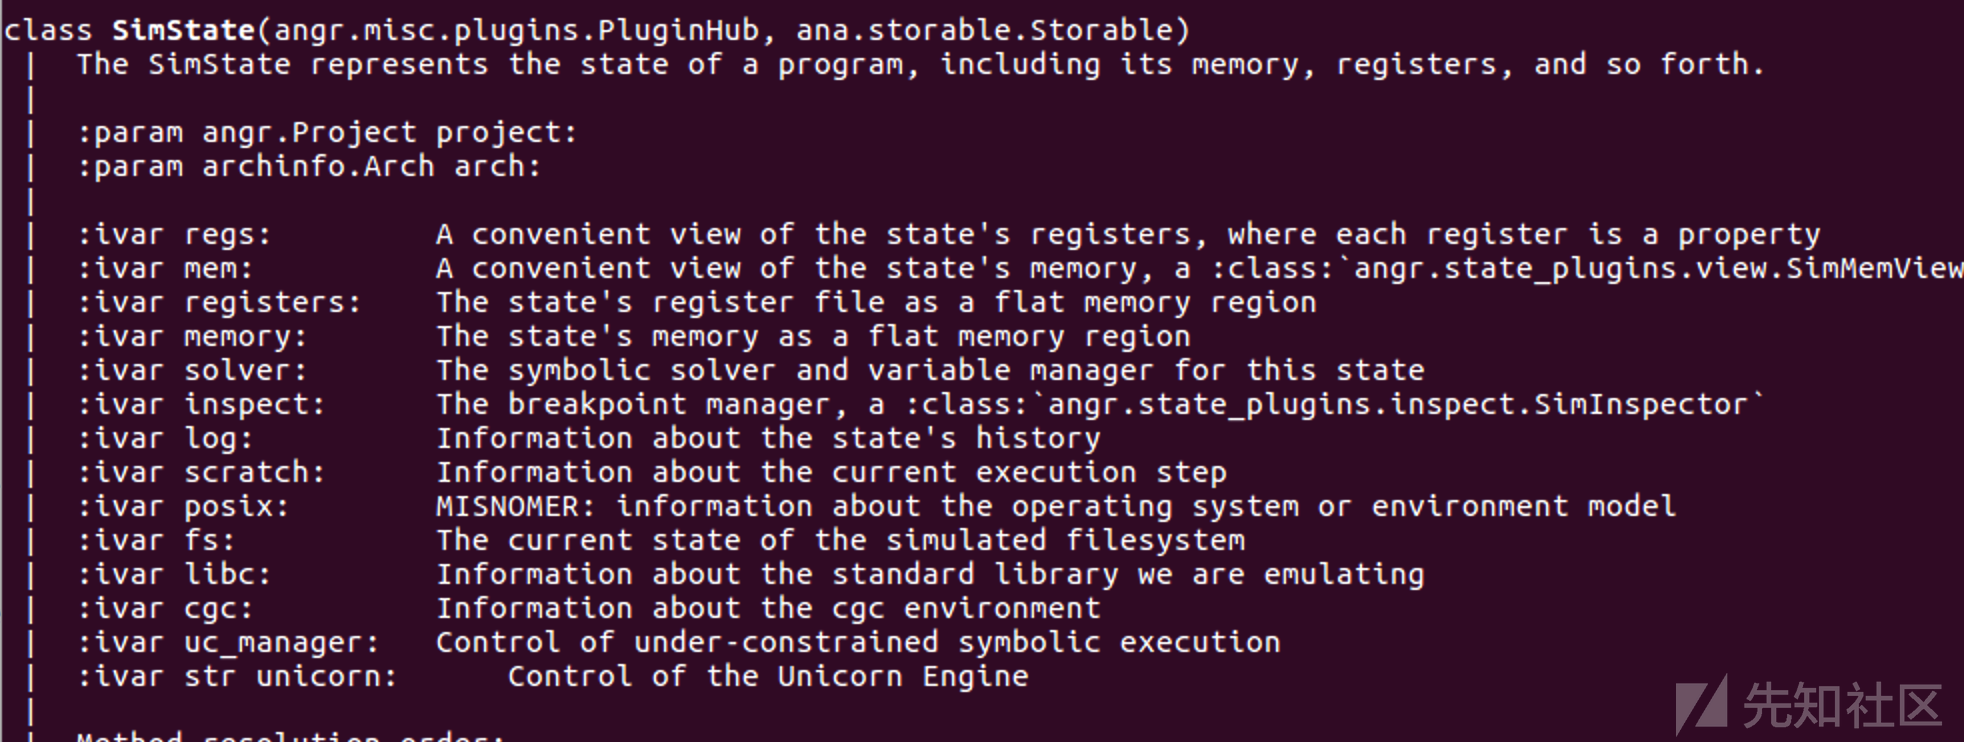 class SimState(angr.misc.plugins.PluginHub, ana.storable.Storable)
|  The SimState represents the state of a program, including its memory, registers, and so forth.
|
|  :param angr.Project project:
|  :param archinfo.Arch arch:
|
|  :ivar regs:         A convenient view of the state's registers, where each register is a property
|  :ivar mem:          A convenient view of the state's memory, a :class:`angr.state_plugins.view.SimMemView
|  :ivar registers:    The state's register file as a flat memory region
|  :ivar memory:       The state's memory as a flat memory region
|  :ivar solver:       The symbolic solver and variable manager for this state
|  :ivar inspect:      The breakpoint manager, a :class:`angr.state_plugins.inspect.SimInspector`
|  :ivar log:          Information about the state's history
|  :ivar scratch:      Information about the current execution step
|  :ivar posix:        MISNOMER: information about the operating system or environment model
|  :ivar fs:           The current state of the simulated filesystem
|  :ivar libc:         Information about the standard library we are emulating
|  :ivar cgc:          Information about the cgc environment
|  :ivar uc_manager:   Control of under-constrained symbolic execution
|  :ivar str unicorn:      Control of the Unicorn Engine
|
|  Method resolution order:
先知社区